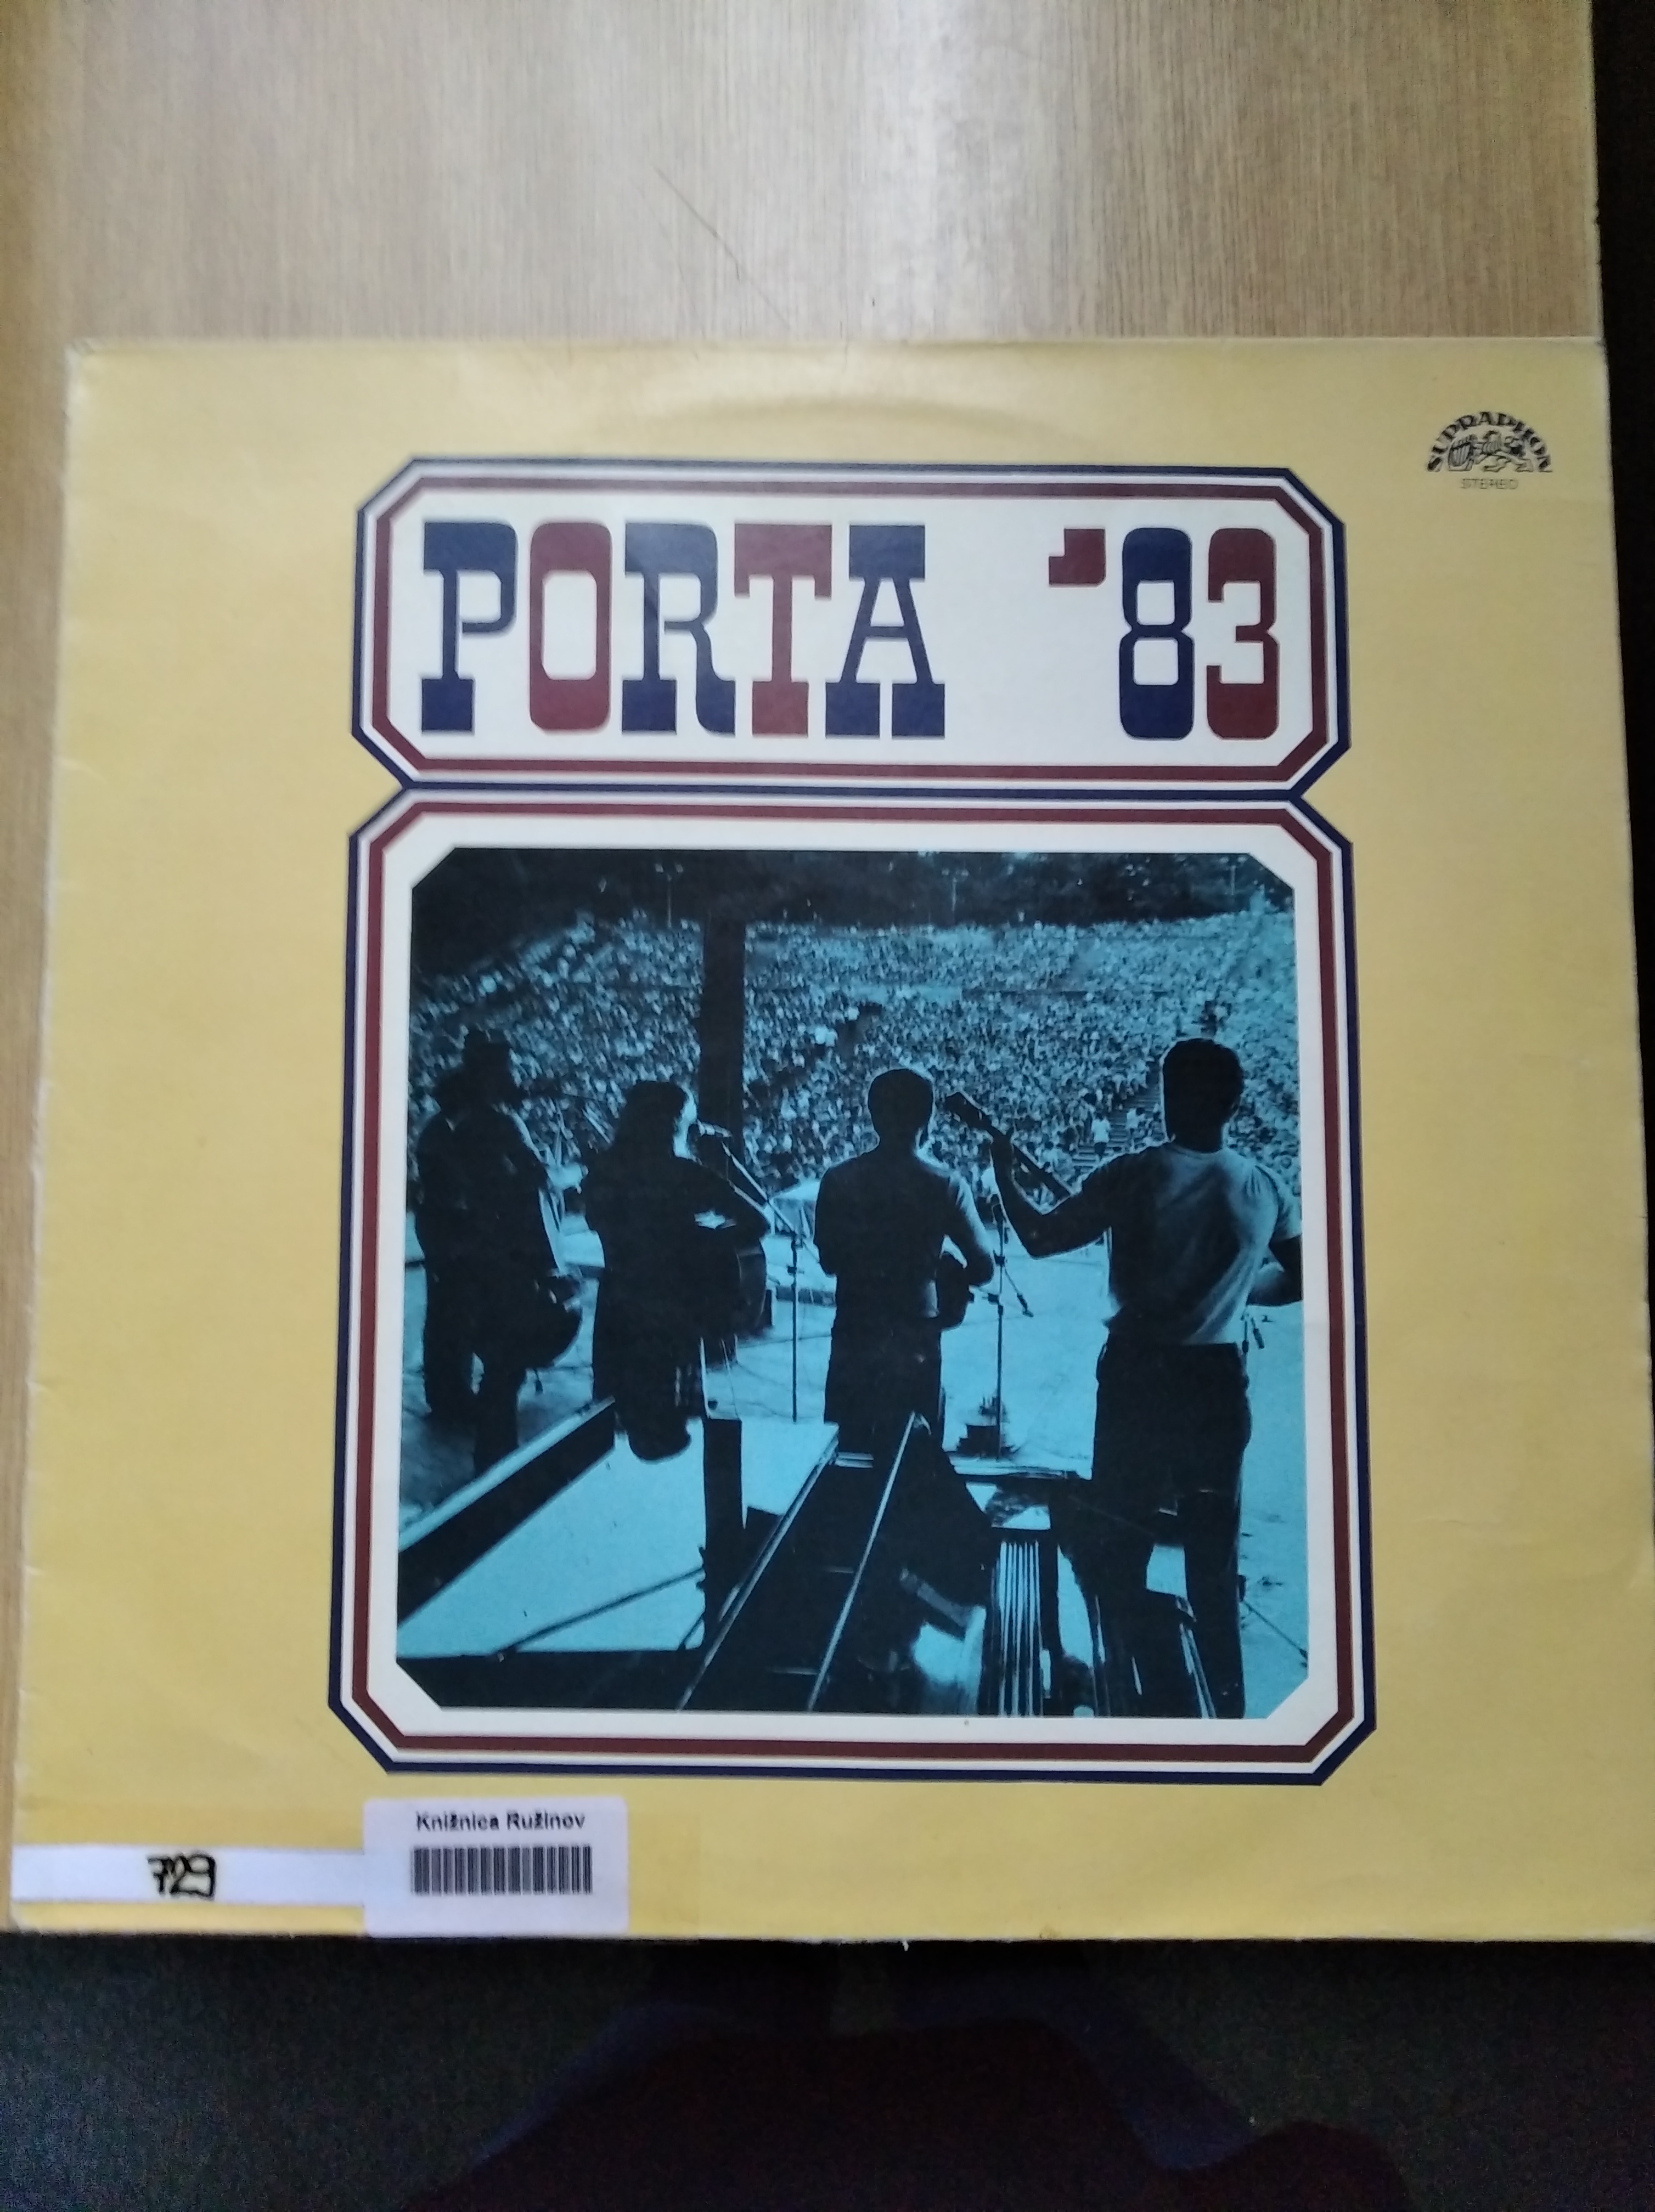 SUPRAPHON
STEREO
PORTA '83
Knižnica Ružinov
729